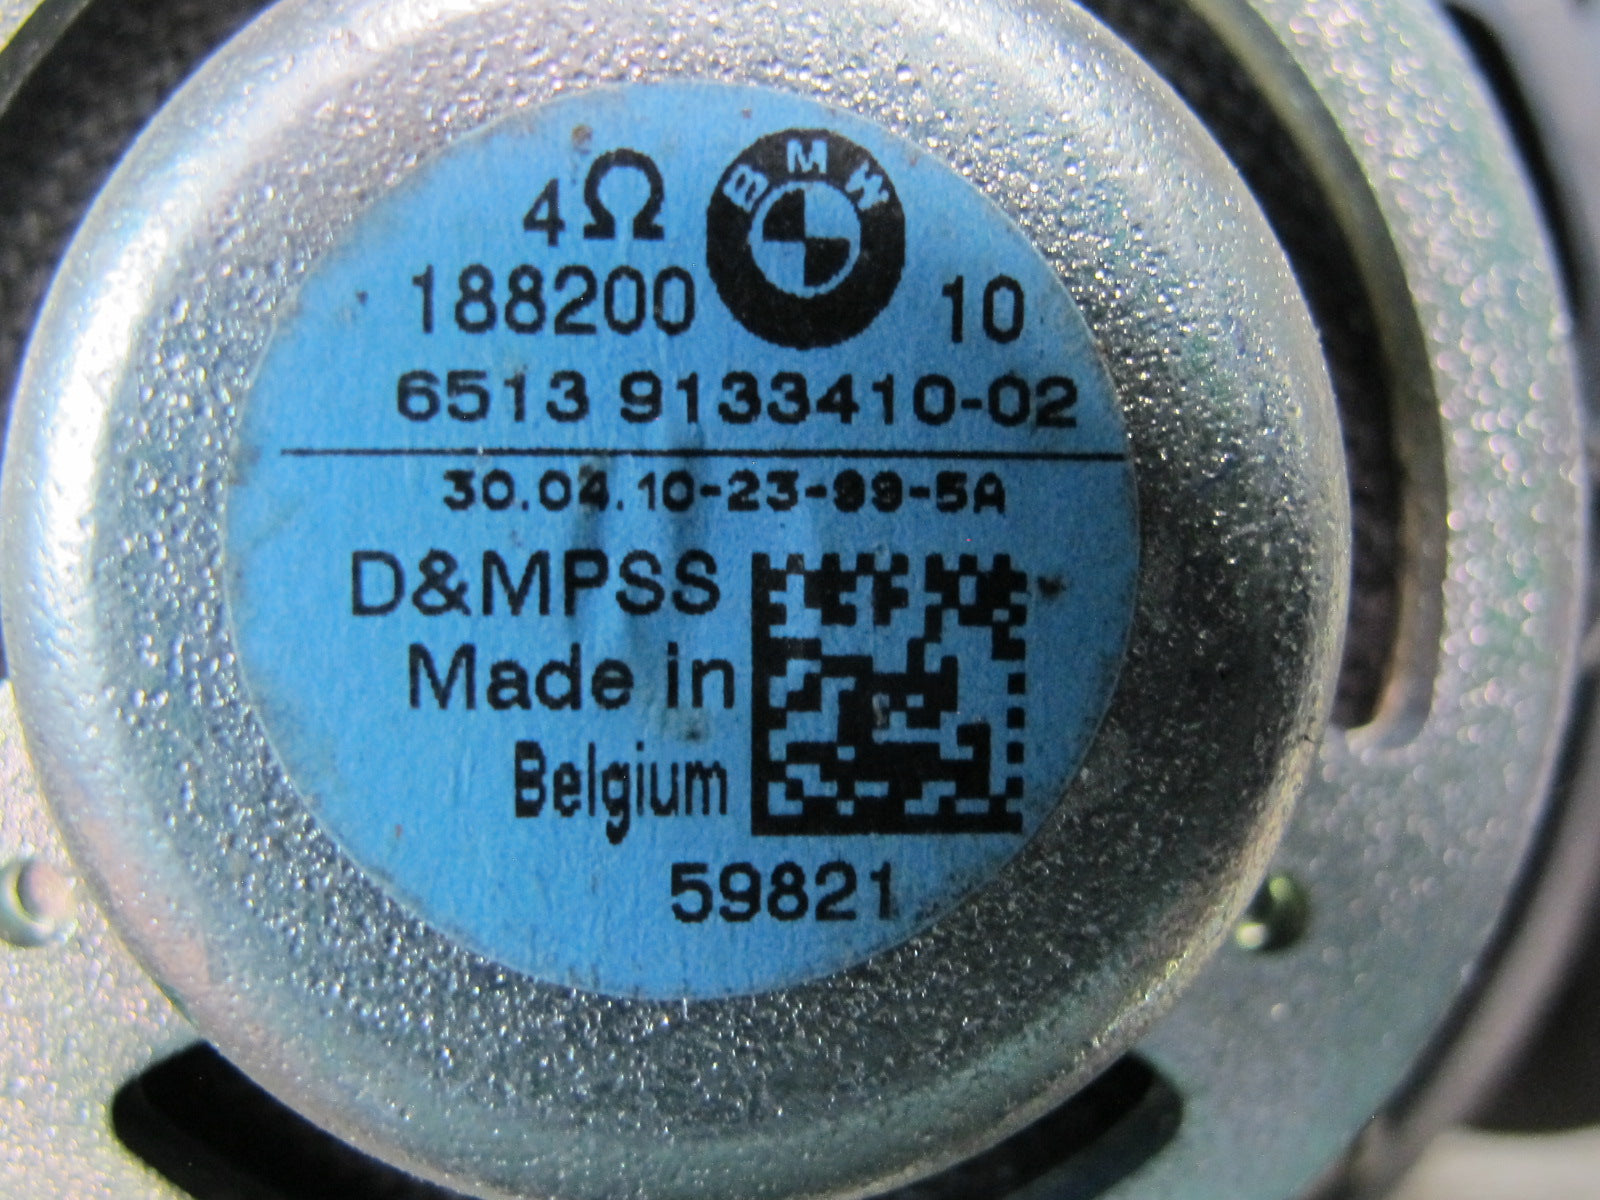 BMW
4Ω
188200 10
6513 9133410-02
30.04.10-23-99-5A
D&MPSS
Made in
Belgium
59821